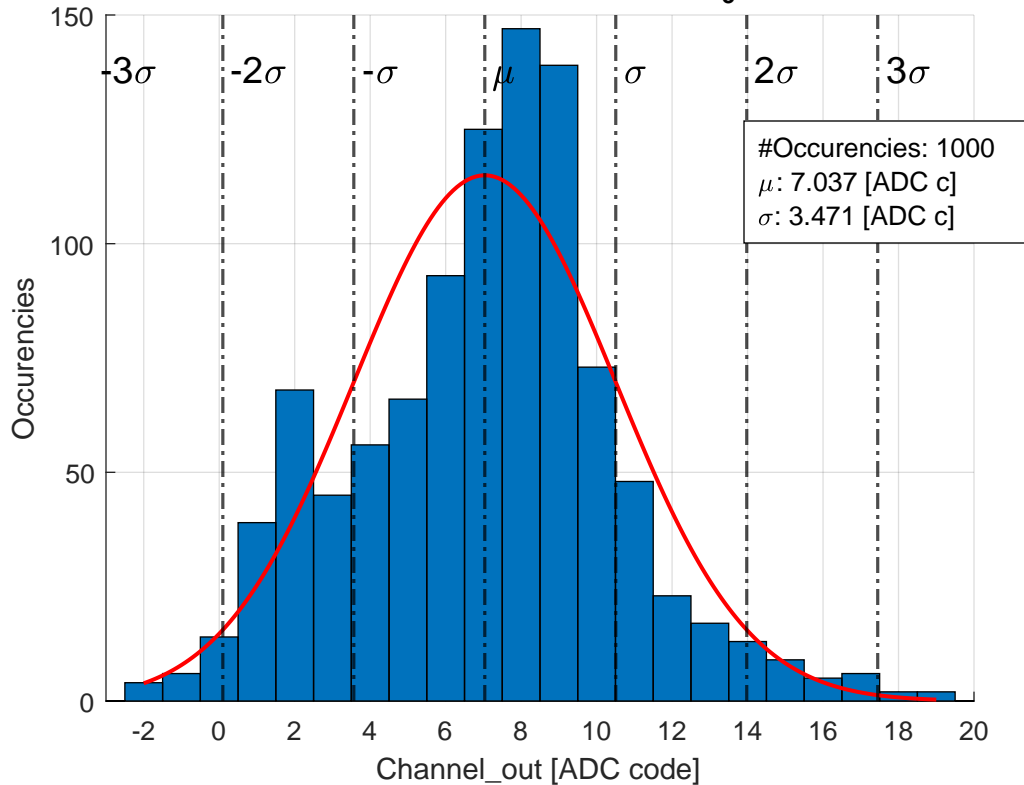 150
100
50
0
-3σ
-2σ
-σ
μ
σ
2σ
3σ
#Occurencies: 1000
μ: 7.037 [ADC c]
σ: 3.471 [ADC c]
Occurencies
-2 0 2 4 6 8 10 12 14 16 18 20
Channel_out [ADC code]